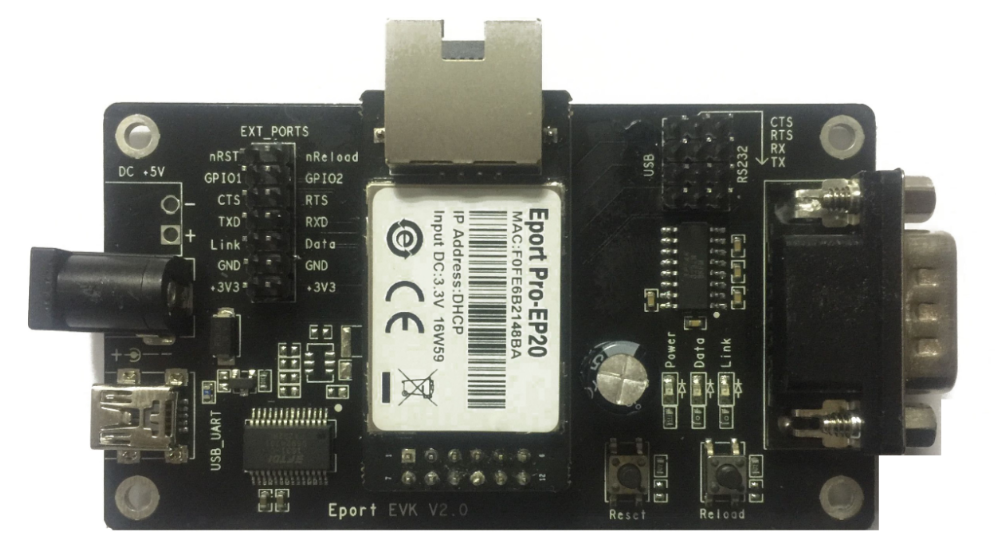 EXT_PORTS
nRST nReload
GPIO1 GPIO2
CTS RTS
TXD RXD
Link Data
GND GND
+3V3 +3V3
DC +5V
-
+
+ -
USB_UART
Eport Pro-EP20
MAC:F0FE6B2148BA
IP Address:DHCP
Input DC:3.3V 16W59
CE
USB
RS232
CTS
RTS
RX
TX
Power
Data
Link
Reset
Reload
Eport EVK V2.0